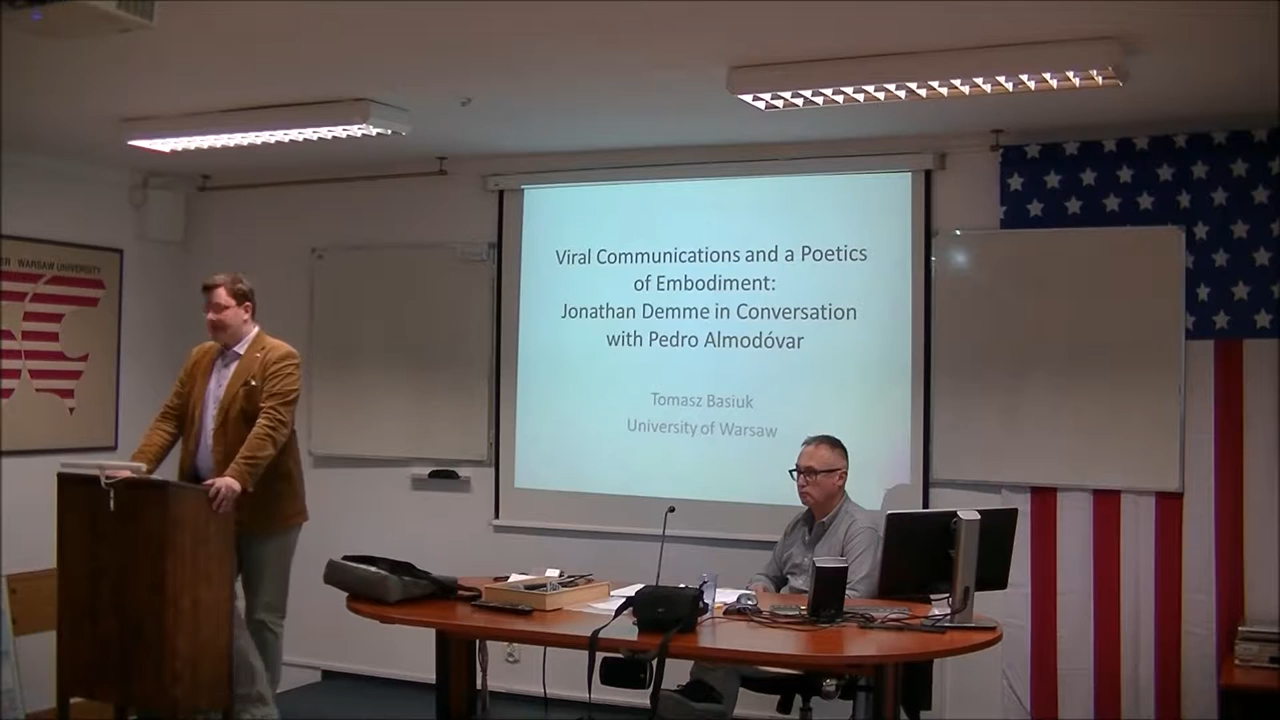 ER WARSAW UNIVERSITY
Viral Communications and a Poetics
of Embodiment:
Jonathan Demme in Conversation
with Pedro Almodóvar
Tomasz Basiuk
University of Warsaw